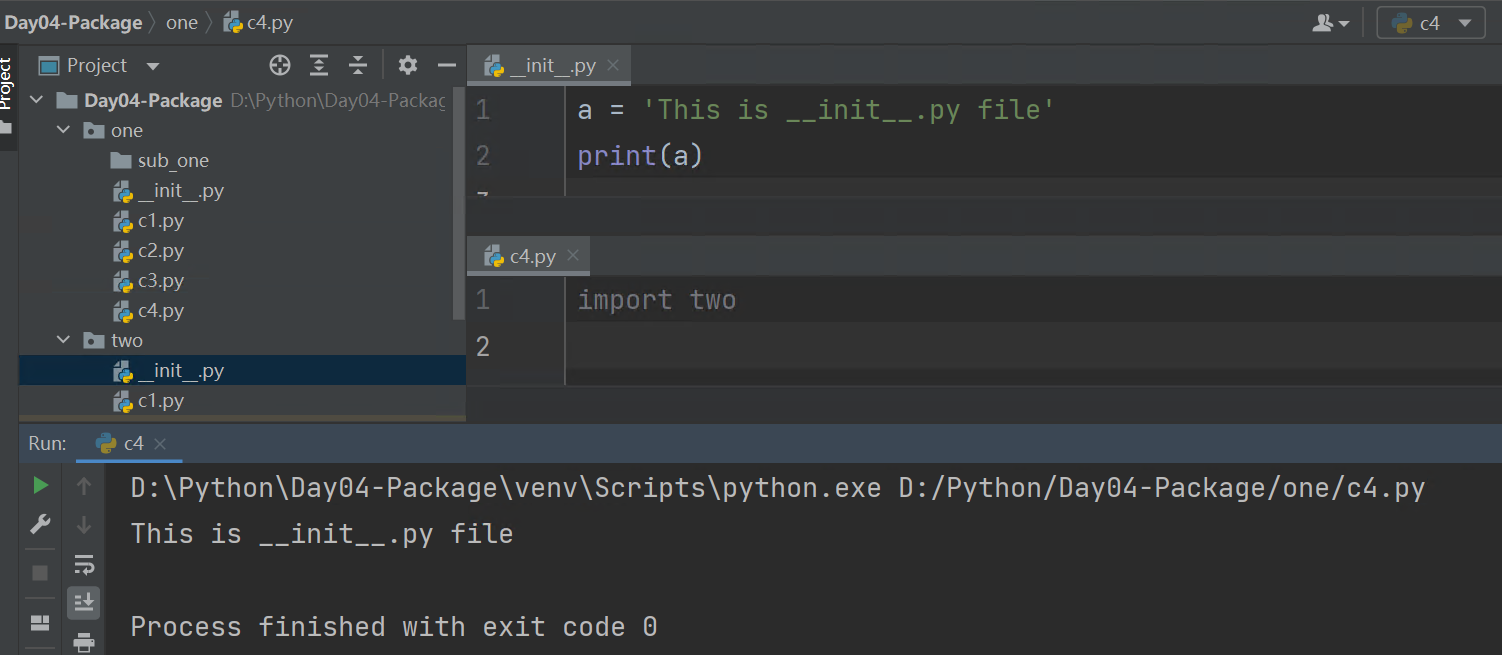 Day04-Package one c4.py
c4
Project
Project
Day04-Package D:\Python\Day04-Packag
one
sub_one
__init__.py
c1.py
c2.py
c3.py
c4.py
two
__init__.py
c1.py
__init__.py
1 a = 'This is __init__.py file'
2 print(a)
c4.py
1 import two
2
Run: c4
D:\Python\Day04-Package\venv\Scripts\python.exe D:/Python/Day04-Package/one/c4.py
This is __init__.py file
Process finished with exit code 0